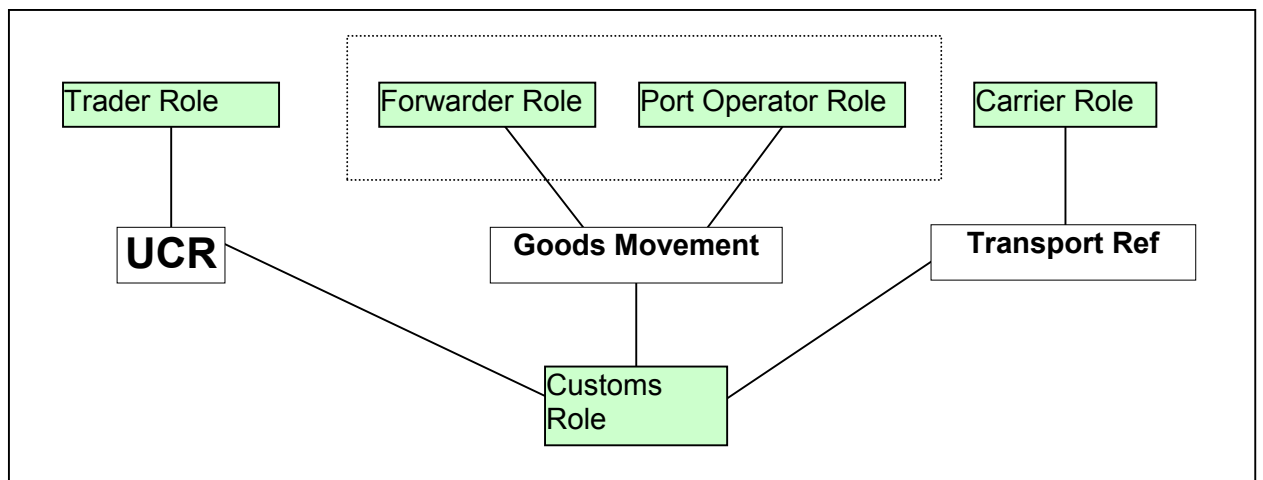 Trader Role
Forwarder Role
Port Operator Role
Carrier Role
UCR
Goods Movement
Transport Ref
Customs
Role